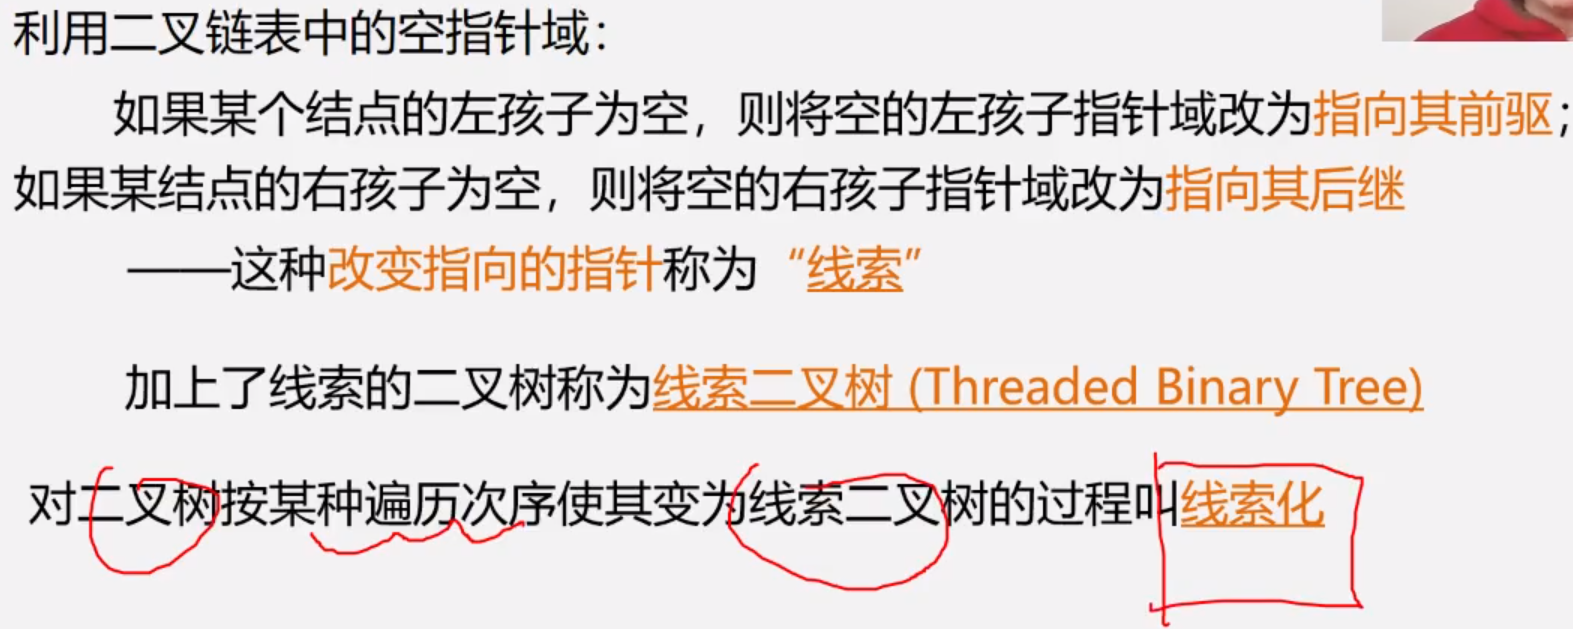 利用二叉链表中的空指针域：
如果某个结点的左孩子为空，则将空的左孩子指针域改为指向其前驱；
如果某结点的右孩子为空，则将空的右孩子指针域改为指向其后继
——这种改变指向的指针称为“线索”
加上了线索的二叉树称为线索二叉树 (Threaded Binary Tree)
对二叉树按某种遍历次序使其变为线索二叉树的过程叫线索化